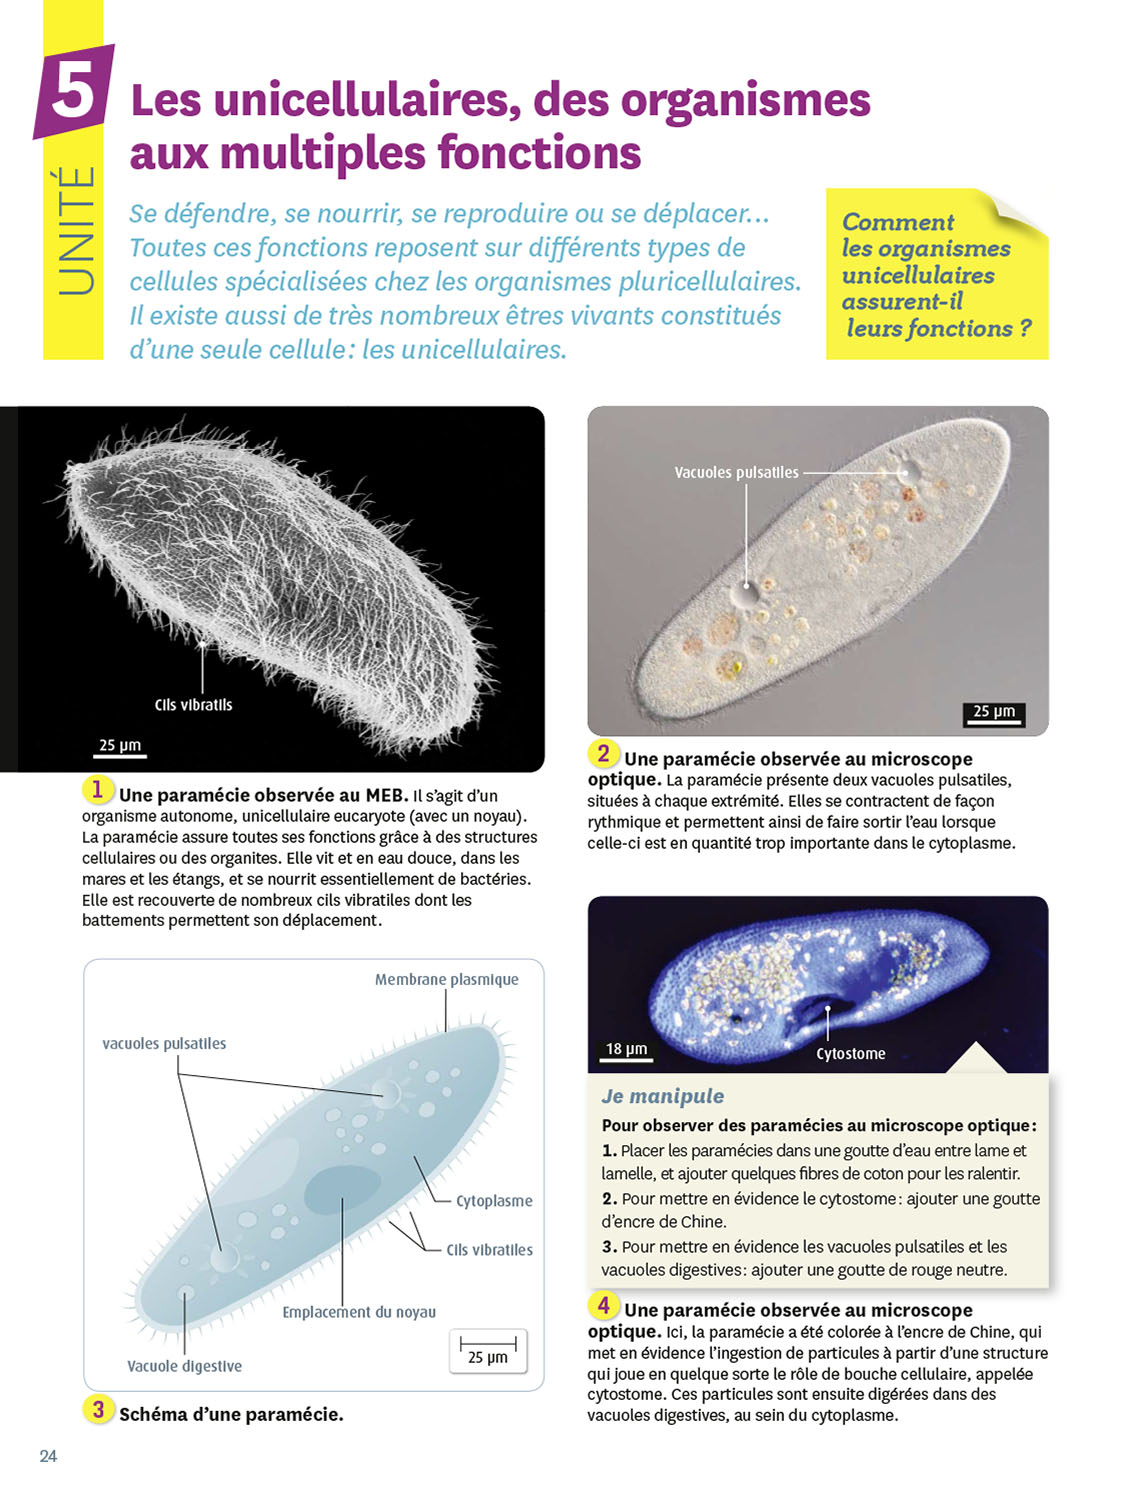 5
UNITÉ
Les unicellulaires, des organismes
aux multiples fonctions
Se défendre, se nourrir, se reproduire ou se déplacer…
Toutes ces fonctions reposent sur différents types de
cellules spécialisées chez les organismes pluricellulaires.
Il existe aussi de très nombreux êtres vivants constitués
d’une seule cellule : les unicellulaires.
Comment
les organismes
unicellulaires
assurent-il
leurs fonctions ?
Cils vibratils
25 µm
1 Une paramécie observée au MEB. Il s’agit d’un
organisme autonome, unicellulaire eucaryote (avec un noyau).
La paramécie assure toutes ses fonctions grâce à des structures
cellulaires ou des organites. Elle vit et en eau douce, dans les
mares et les étangs, et se nourrit essentiellement de bactéries.
Elle est recouverte de nombreux cils vibratiles dont les
battements permettent son déplacement.
Vacuoles pulsatiles
25 µm
2 Une paramécie observée au microscope
optique. La paramécie présente deux vacuoles pulsatiles,
situées à chaque extrémité. Elles se contractent de façon
rythmique et permettent ainsi de faire sortir l’eau lorsque
celle-ci est en quantité trop importante dans le cytoplasme.
Membrane plasmique
vacuoles pulsatiles
Cytoplasme
Cils vibratiles
Emplacement du noyau
Vacuole digestive
25 µm
3 Schéma d’une paramécie.
18 µm
Cytostome
Je manipule
Pour observer des paramécies au microscope optique :
1. Placer les paramécies dans une goutte d’eau entre lame et
lamelle, et ajouter quelques fibres de coton pour les ralentir.
2. Pour mettre en évidence le cytostome : ajouter une goutte
d’encre de Chine.
3. Pour mettre en évidence les vacuoles pulsatiles et les
vacuoles digestives : ajouter une goutte de rouge neutre.
4 Une paramécie observée au microscope
optique. Ici, la paramécie a été colorée à l’encre de Chine, qui
met en évidence l’ingestion de particules à partir d’une structure
qui joue en quelque sorte le rôle de bouche cellulaire, appelée
cytostome. Ces particules sont ensuite digérées dans des
vacuoles digestives, au sein du cytoplasme.
24